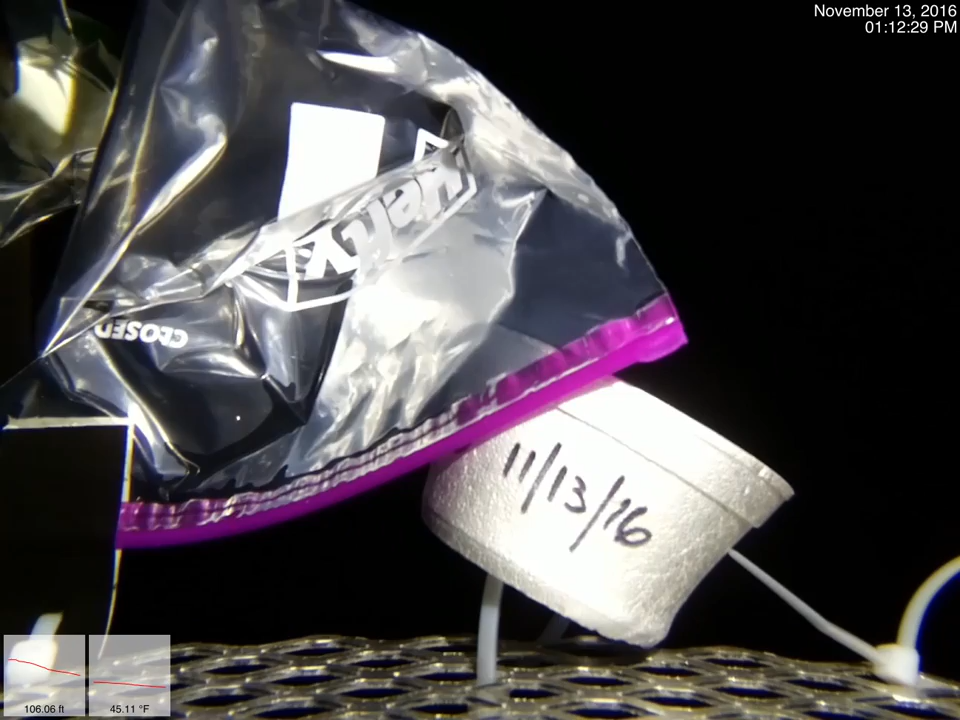 November 13, 2016
01:12:29 PM
Hefty
CLOSED
11/13/16
106.06 ft
45.11 °F